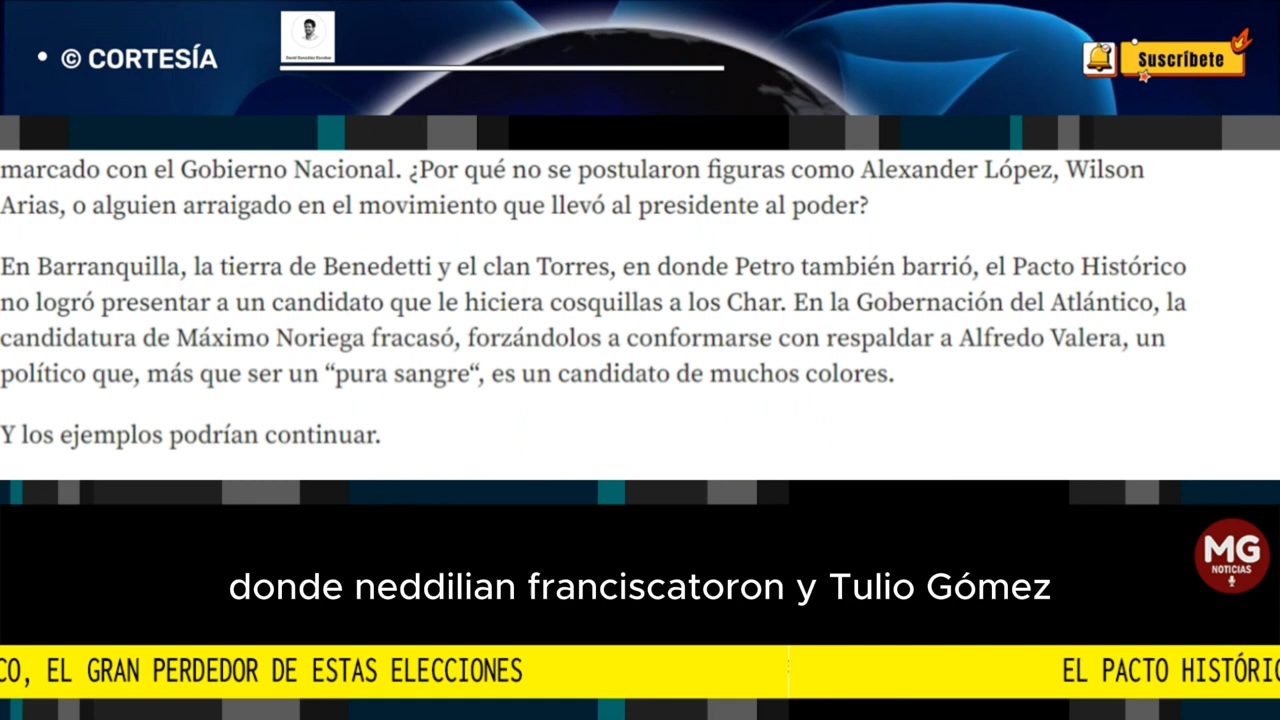 • © CORTESÍA
David González Escobar
Suscríbete
marcado con el Gobierno Nacional. ¿Por qué no se postularon figuras como Alexander López, Wilson
Arias, o alguien arraigado en el movimiento que llevó al presidente al poder?
En Barranquilla, la tierra de Benedetti y el clan Torres, en donde Petro también barrió, el Pacto Histórico
no logró presentar a un candidato que le hiciera cosquillas a los Char. En la Gobernación del Atlántico, la
candidatura de Máximo Noriega fracasó, forzándolos a conformarse con respaldar a Alfredo Valera, un
político que, más que ser un “pura sangre“, es un candidato de muchos colores.
Y los ejemplos podrían continuar.
MG
NOTICIAS
donde neddilian franciscatoron y Tulio Gómez
CO, EL GRAN PERDEDOR DE ESTAS ELECCIONES
EL PACTO HISTÓRIC